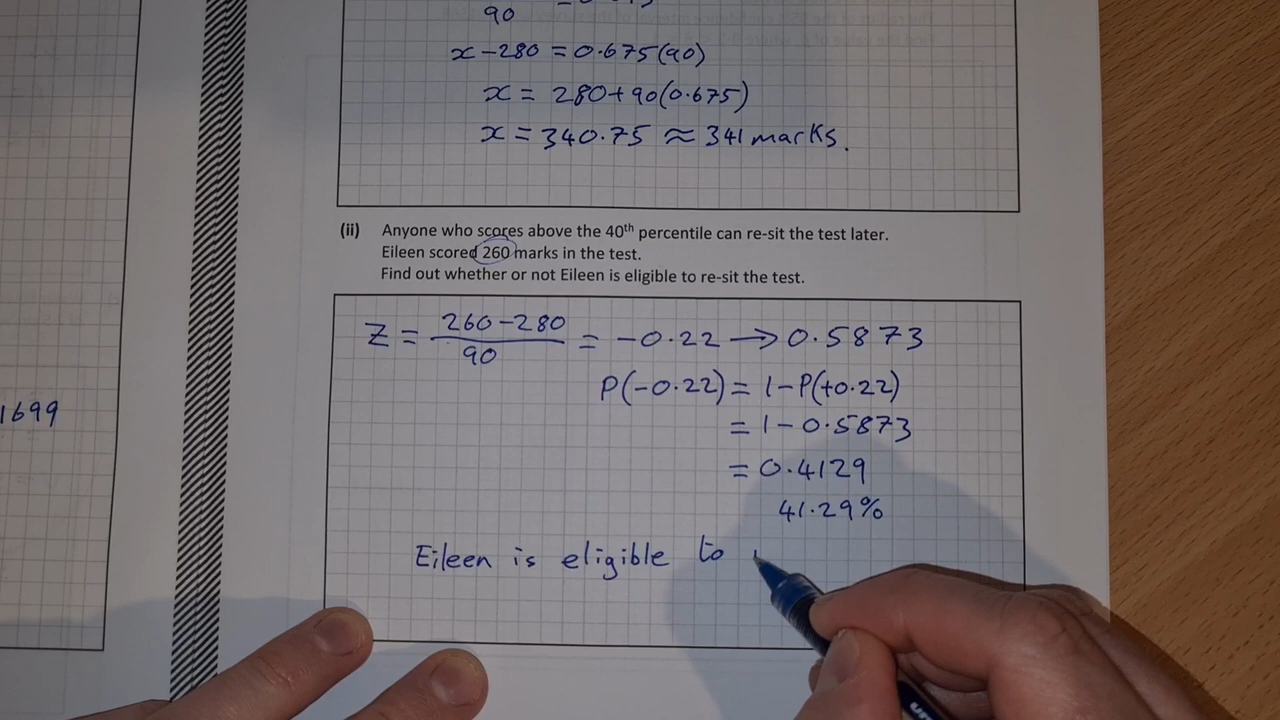 90
x - 280 = 0.675(90)
x = 280+90(0.675)
x = 340.75 ≈ 341 marks.
(ii) Anyone who scores above the 40th percentile can re-sit the test later.
Eileen scored 260 marks in the test.
Find out whether or not Eileen is eligible to re-sit the test.
Z = 260-280 / 90 = -0.22 → 0.5873
P(-0.22) = 1 - P(+0.22)
= 1 - 0.5873
= 0.4129
41.29%
1699
Eileen is eligible to